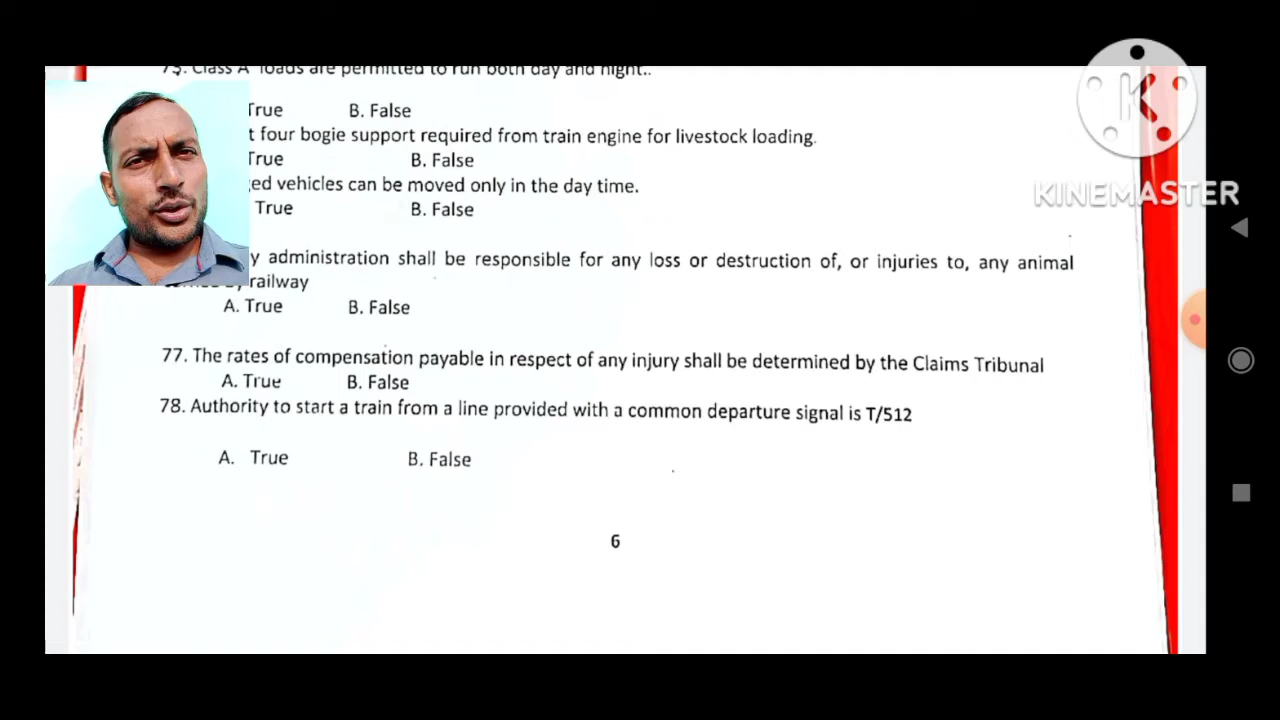 75. Class A loads are permitted to run both day and night..
True B. False
t four bogie support required from train engine for livestock loading.
True B. False
ged vehicles can be moved only in the day time.
True B. False
y administration shall be responsible for any loss or destruction of, or injuries to, any animal
railway
A. True B. False
77. The rates of compensation payable in respect of any injury shall be determined by the Claims Tribunal
A. True B. False
78. Authority to start a train from a line provided with a common departure signal is T/512
A. True B. False
6
K
KINEMASTER